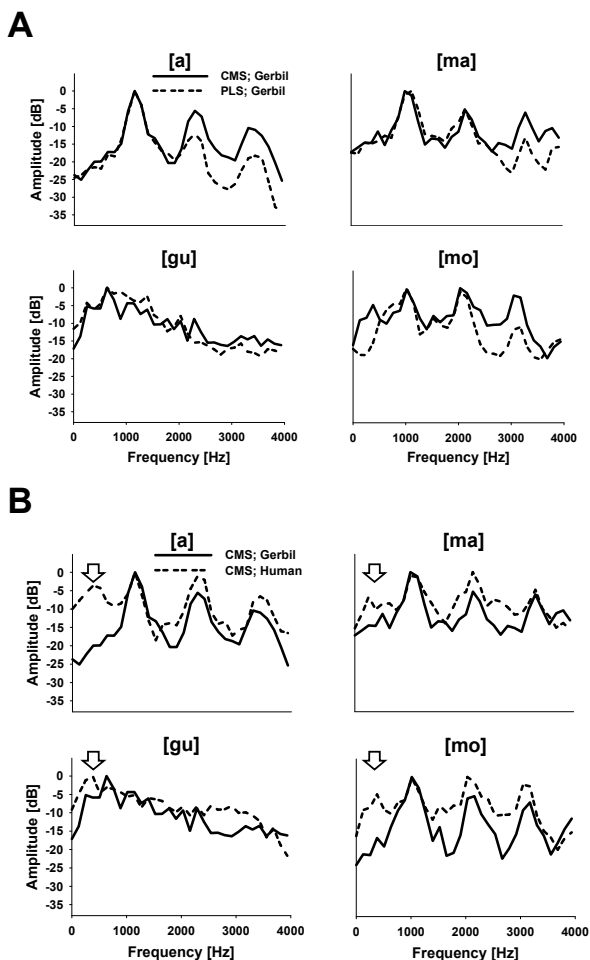 A
[a]
CMS; Gerbil
PLS; Gerbil
Amplitude [dB]
0
-5
-10
-15
-20
-25
-30
-35
[ma]
[gu]
Amplitude [dB]
0
-5
-10
-15
-20
-25
-30
-35
0 1000 2000 3000 4000
Frequency [Hz]
[mo]
0 1000 2000 3000 4000
Frequency [Hz]
B
[a]
CMS; Gerbil
CMS; Human
Amplitude [dB]
0
-5
-10
-15
-20
-25
-30
-35
[ma]
[gu]
Amplitude [dB]
0
-5
-10
-15
-20
-25
-30
-35
0 1000 2000 3000 4000
Frequency [Hz]
[mo]
0 1000 2000 3000 4000
Frequency [Hz]